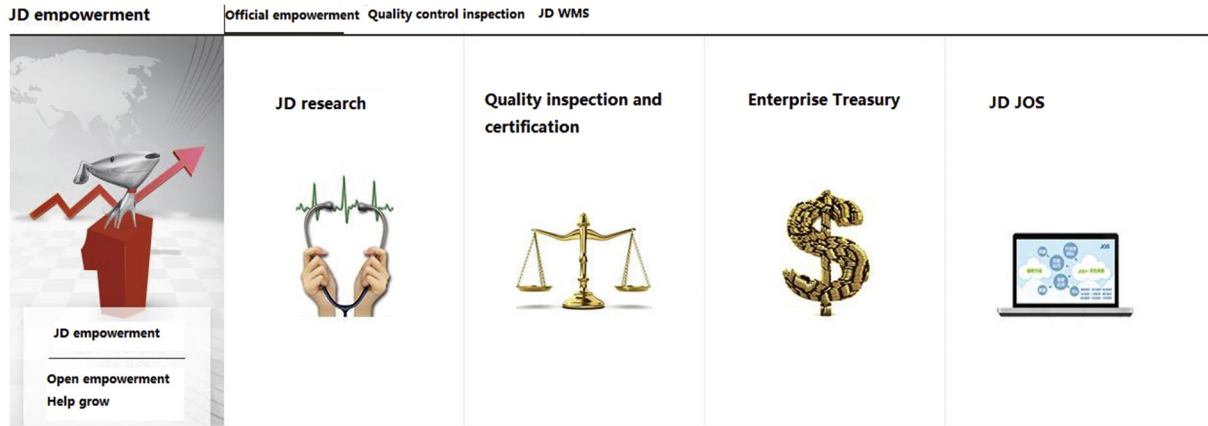 JD empowerment
Official empowerment Quality control inspection JD WMS
JD research
Quality inspection and
certification
Enterprise Treasury
JD JOS
JOS
JD empowerment
Open empowerment
Help grow